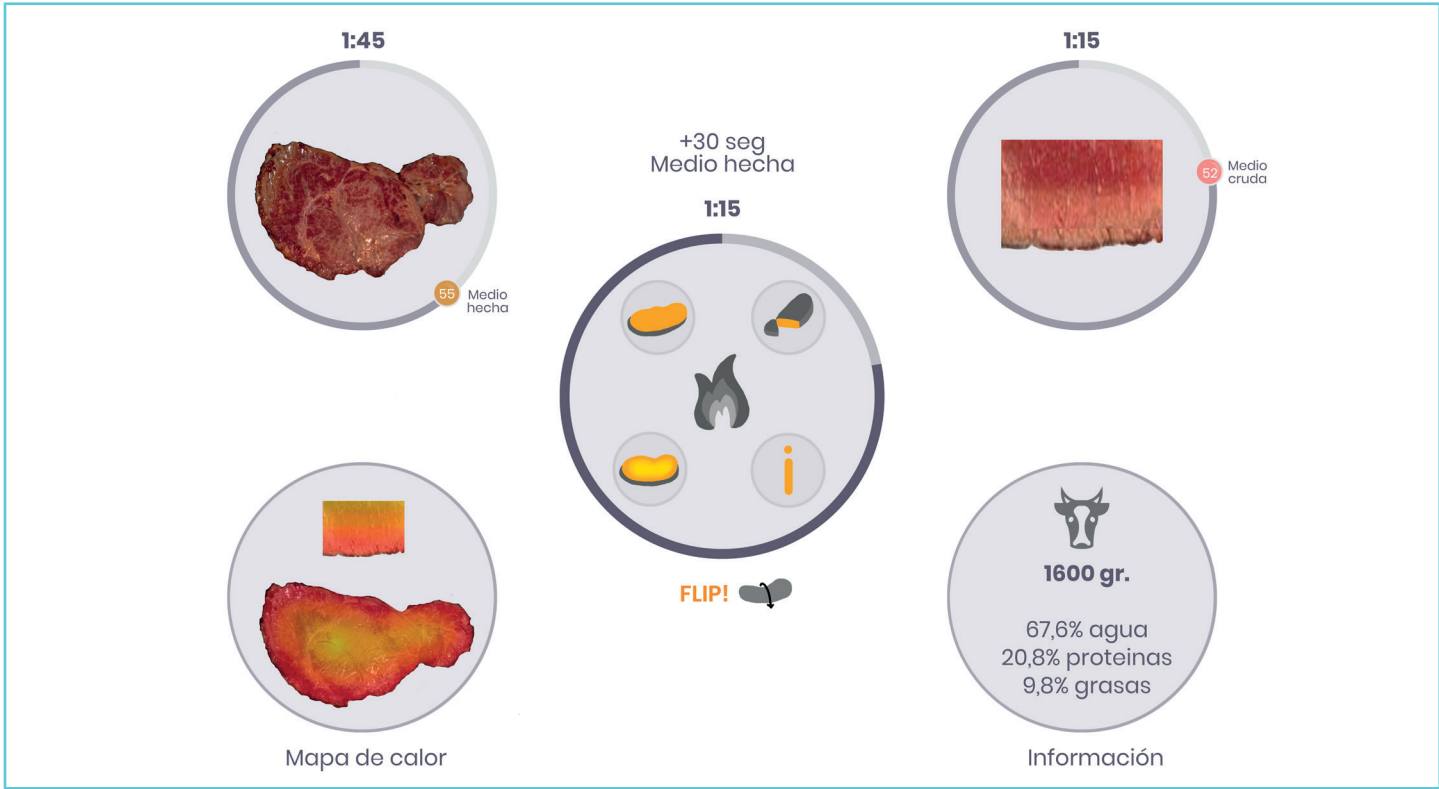 1:45
55
Medio
hecha
+30 seg
Medio hecha
1:15
FLIP!
1:15
52
Medio
cruda
Mapa de calor
1600 gr.
67,6% agua
20,8% proteinas
9,8% grasas
Información